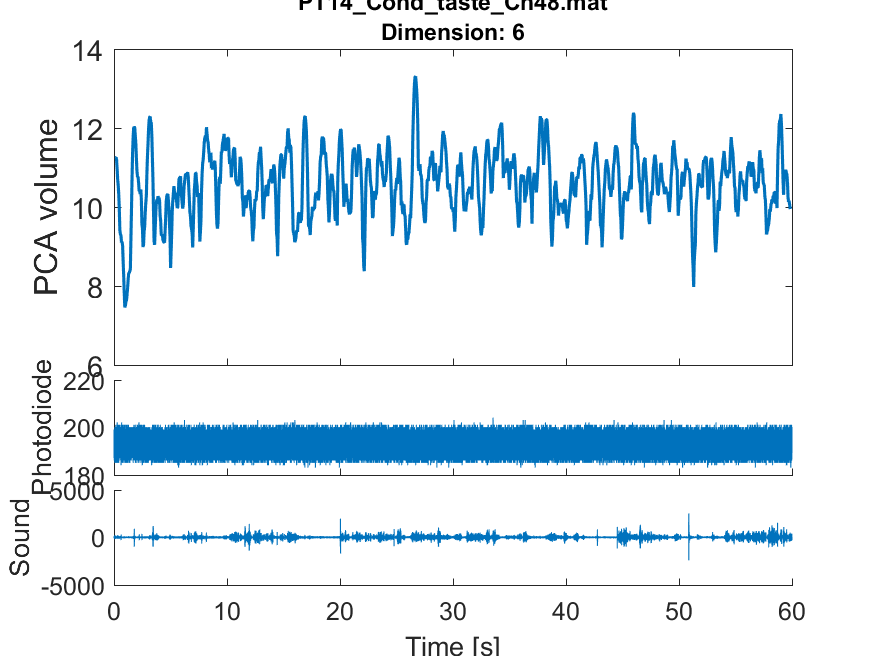 PT14_Cond_taste_Ch48.mat
Dimension: 6
14
12
10
8
6
PCA volume
220
200
180
Photodiode
5000
0
-5000
Sound
0 10 20 30 40 50 60
Time [s]